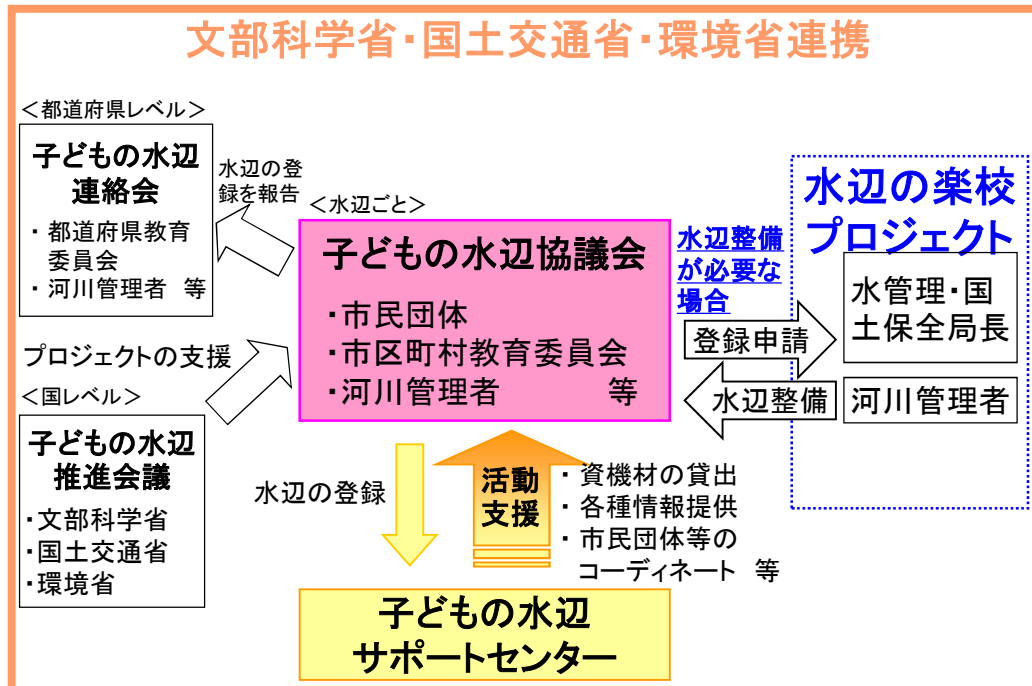 文部科学省・国土交通省・環境省連携
＜都道府県レベル＞
子どもの水辺
連絡会
・都道府県教育
委員会
・河川管理者 等
水辺の登
録を報告
＜水辺ごと＞
子どもの水辺協議会
・市民団体
・市区町村教育委員会
・河川管理者 等
水辺整備
が必要な
場合
水辺の楽校
プロジェクト
水管理・国
土保全局長
登録申請
水辺整備
河川管理者
プロジェクトの支援
＜国レベル＞
子どもの水辺
推進会議
・文部科学省
・国土交通省
・環境省
水辺の登録
活動
支援
・資機材の貸出
・各種情報提供
・市民団体等の
コーディネート 等
子どもの水辺
サポートセンター